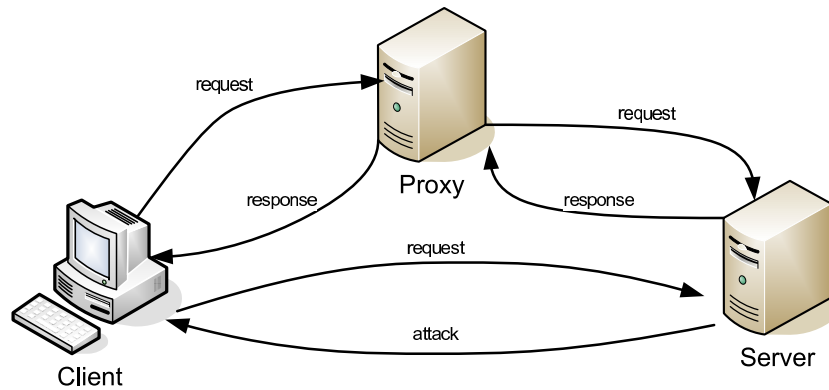 request
request
Proxy
response
response
request
attack
Server
Client